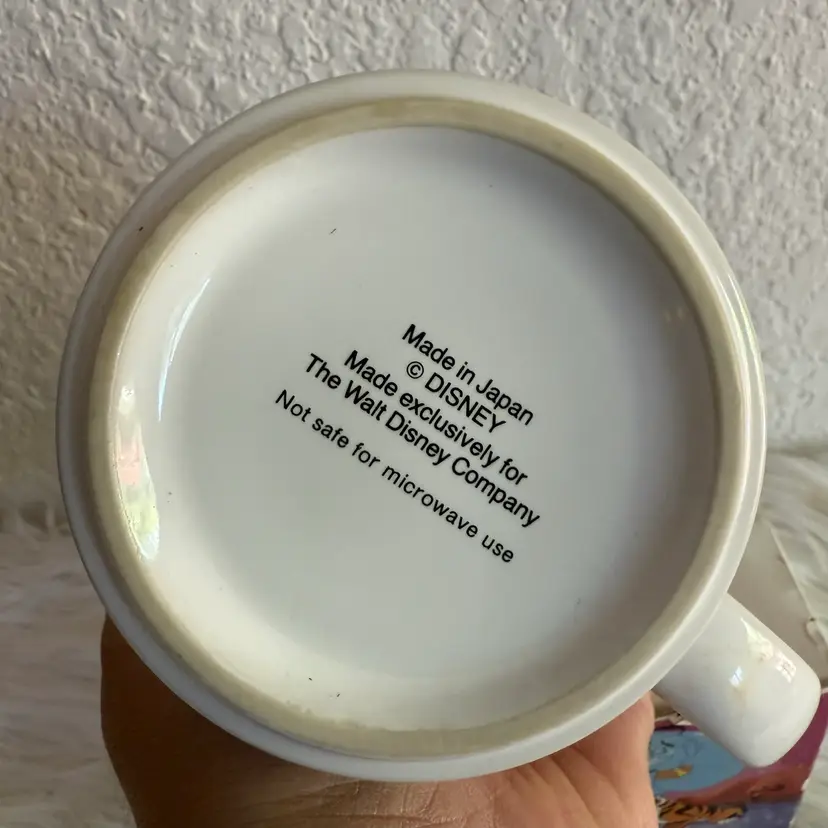 Made in Japan
© DISNEY
Made exclusively for
The Walt Disney Company
Not safe for microwave use